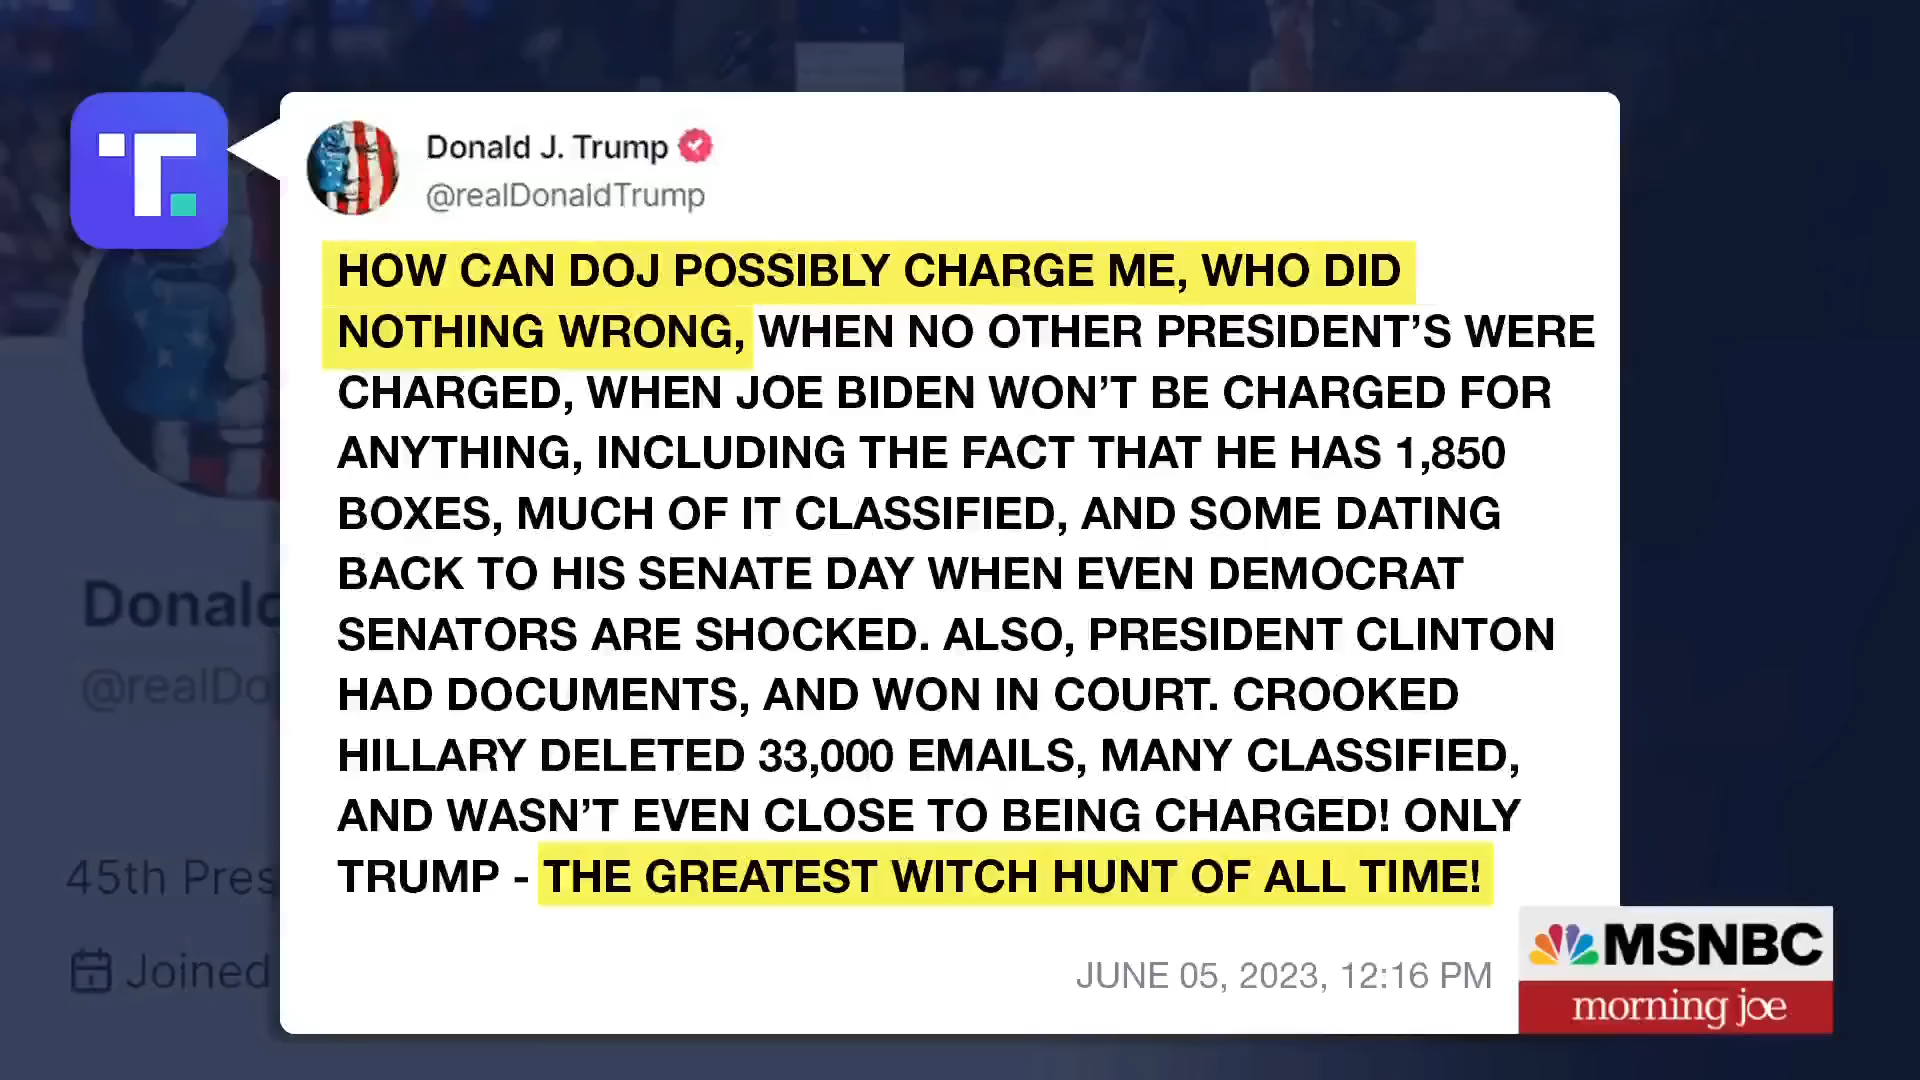 Donald J. Trump
@realDonaldTrump
HOW CAN DOJ POSSIBLY CHARGE ME, WHO DID
NOTHING WRONG, WHEN NO OTHER PRESIDENT’S WERE
CHARGED, WHEN JOE BIDEN WON’T BE CHARGED FOR
ANYTHING, INCLUDING THE FACT THAT HE HAS 1,850
BOXES, MUCH OF IT CLASSIFIED, AND SOME DATING
BACK TO HIS SENATE DAY WHEN EVEN DEMOCRAT
SENATORS ARE SHOCKED. ALSO, PRESIDENT CLINTON
HAD DOCUMENTS, AND WON IN COURT. CROOKED
HILLARY DELETED 33,000 EMAILS, MANY CLASSIFIED,
AND WASN’T EVEN CLOSE TO BEING CHARGED! ONLY
TRUMP - THE GREATEST WITCH HUNT OF ALL TIME!
JUNE 05, 2023, 12:16 PM
Donald
@realDo
45th Pres
Joined
MSNBC
morning joe